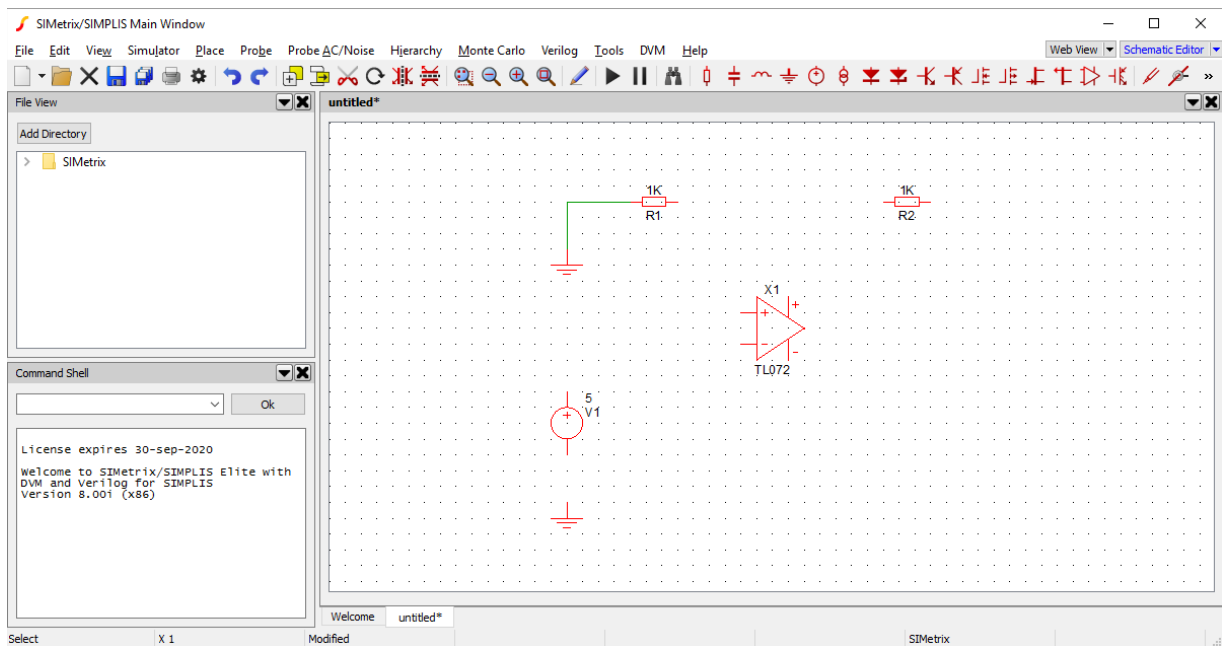 SIMetrix/SIMPLIS Main Window
File Edit View Simulator Place Probe Probe AC/Noise Hierarchy Monte Carlo Verilog Tools DVM Help Web View Schematic Editor
File View
untitled*
Add Directory
SIMetrix
1K
R1
1K
R2
X1
+
+
-
-
TL072
5
V1
+
Command Shell
Ok
License expires 30-sep-2020
Welcome to SIMetrix/SIMPLIS Elite with
DVM and Verilog for SIMPLIS
Version 8.00i (x86)
Welcome untitled*
Select X 1 Modified SIMetrix